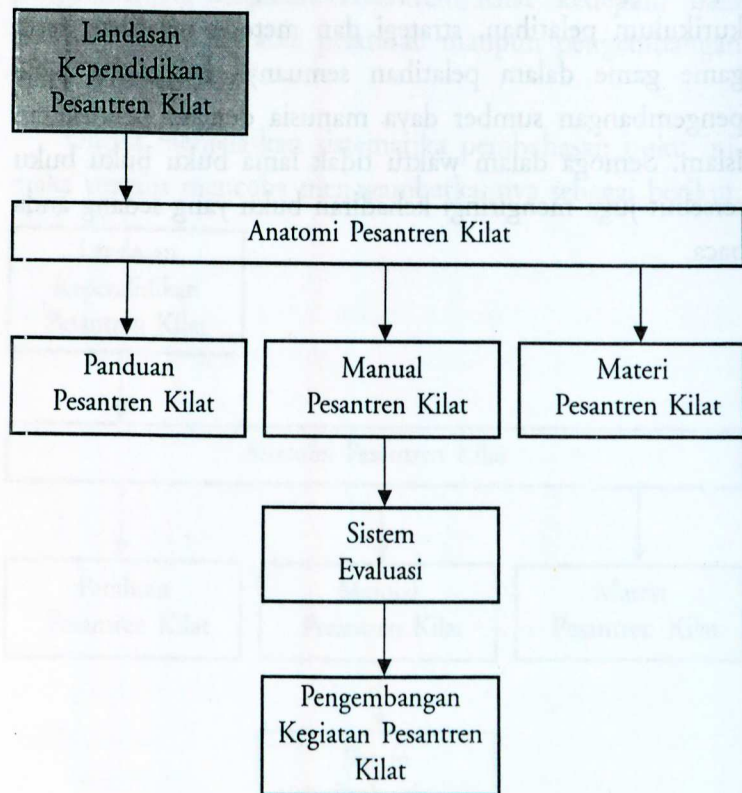 Landasan
Kependidikan
Pesantren Kilat
Anatomi Pesantren Kilat
Panduan
Pesantren Kilat
Manual
Pesantren Kilat
Materi
Pesantren Kilat
Sistem
Evaluasi
Pengembangan
Kegiatan Pesantren
Kilat